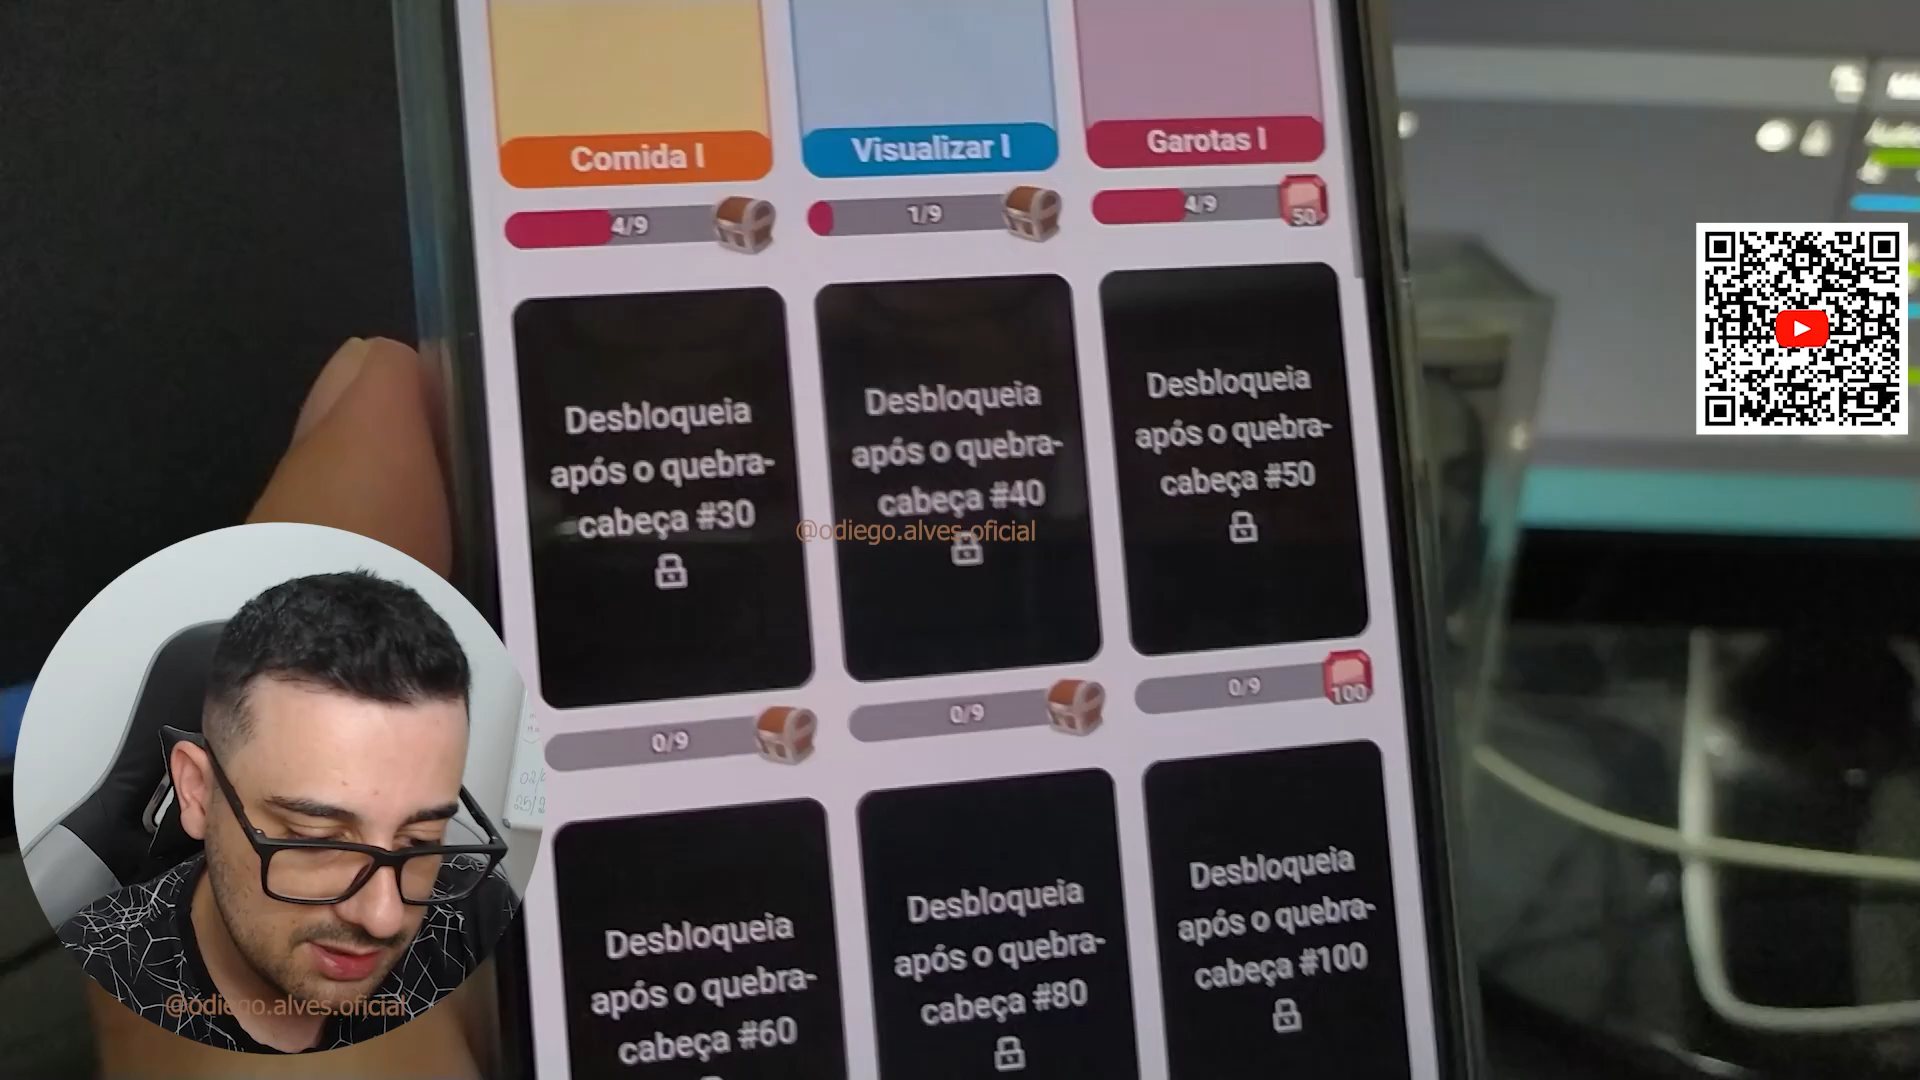 Comida I
Visualizar I
Garotas I
4/9
1/9
4/9
50
Desbloqueia
após o quebra-
cabeça #30
Desbloqueia
após o quebra-
cabeça #40
Desbloqueia
após o quebra-
cabeça #50
@odiego.alves.oficial
0/9
0/9
0/9
100
Desbloqueia
após o quebra-
cabeça #60
Desbloqueia
após o quebra-
cabeça #80
Desbloqueia
após o quebra-
cabeça #100
@odiego.alves.oficial